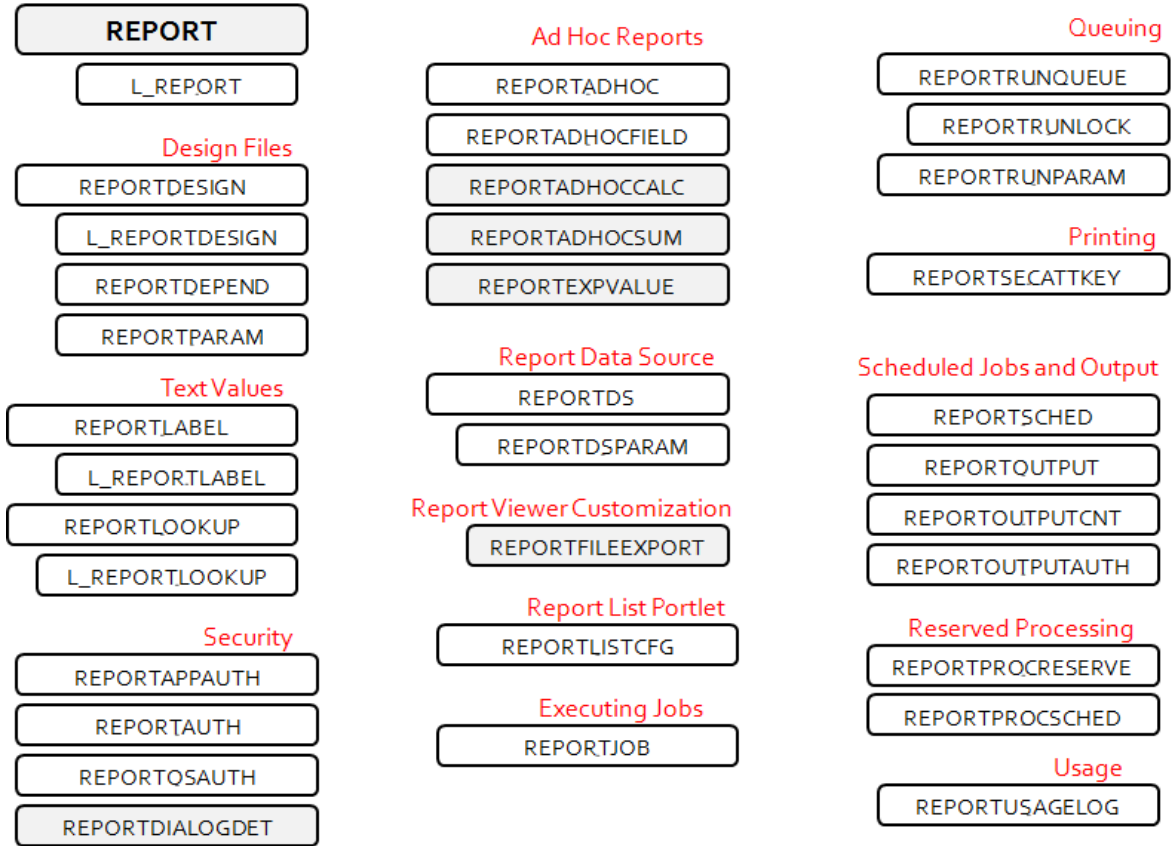 REPORT
L_REPORT
Design Files
REPORTDESIGN
L_REPORTDESIGN
REPORTDEPEND
REPORTPARAM
Text Values
REPORTLABEL
L_REPORTLABEL
REPORTLOOKUP
L_REPORTLOOKUP
Security
REPORTAPPAUTH
REPORTAUTH
REPORTQSAUTH
REPORTDIALOGDET
Ad Hoc Reports
REPORTADHOC
REPORTADHOCFIELD
REPORTADHOCCALC
REPORTADHOCSUM
REPORTEXPVALUE
Report Data Source
REPORTDS
REPORTDSPARAM
Report Viewer Customization
REPORTFILEEXPORT
Report List Portlet
REPORTLISTCFG
Executing Jobs
REPORTJOB
Queuing
REPORTRUNQUEUE
REPORTRUNLOCK
REPORTRUNPARAM
Printing
REPORTSECATTKEY
Scheduled Jobs and Output
REPORTSCHED
REPORTOUTPUT
REPORTOUTPUTCNT
REPORTOUTPUTAUTH
Reserved Processing
REPORTPROCRESERVE
REPORTPROCSCHED
Usage
REPORTUSAGELOG